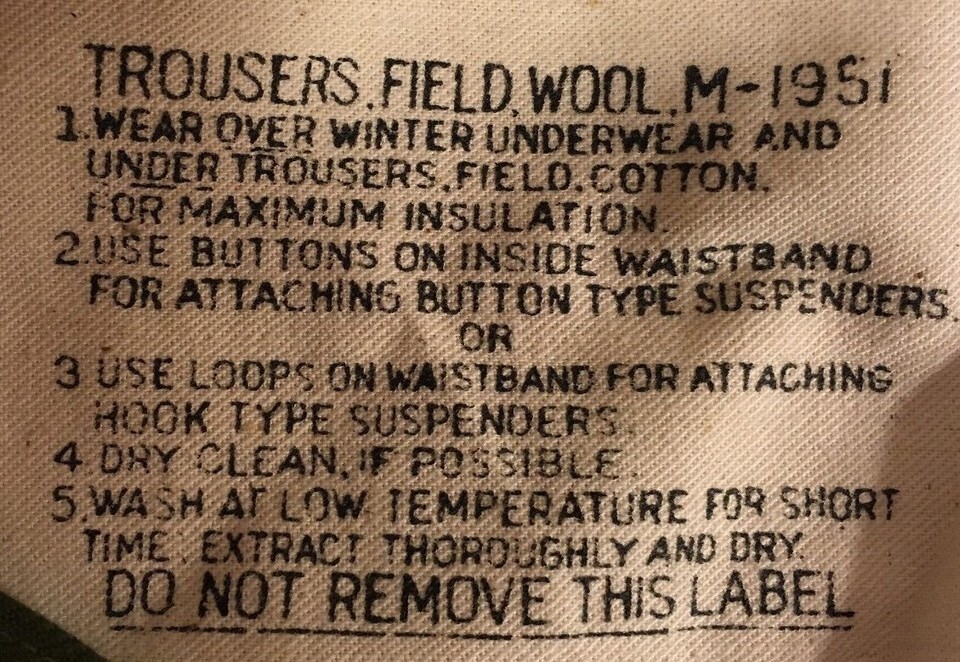 TROUSERS, FIELD, WOOL, M-1951
1. WEAR OVER WINTER UNDERWEAR AND
UNDER TROUSERS, FIELD, COTTON,
FOR MAXIMUM INSULATION.
2. USE BUTTONS ON INSIDE WAISTBAND
FOR ATTACHING BUTTON TYPE SUSPENDERS.
OR
3 USE LOOPS ON WAISTBAND FOR ATTACHING
HOOK TYPE SUSPENDERS.
4. DRY CLEAN, IF POSSIBLE.
5. WASH AT LOW TEMPERATURE FOR SHORT
TIME, EXTRACT THOROUGHLY AND DRY.
DO NOT REMOVE THIS LABEL